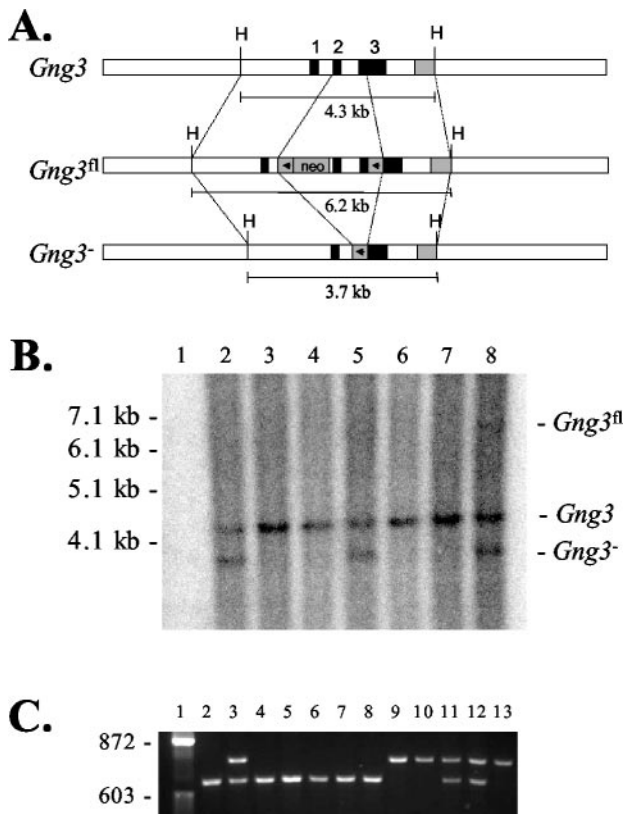 A.
H H
1 2 3
Gng3
4.3 kb
H H
Gng3fl
neo
6.2 kb
H H
Gng3-
3.7 kb
B.
1 2 3 4 5 6 7 8
7.1 kb -
- Gng3fl
6.1 kb -
5.1 kb -
- Gng3
4.1 kb -
- Gng3-
C.
1 2 3 4 5 6 7 8 9 10 11 12 13
872 -
603 -